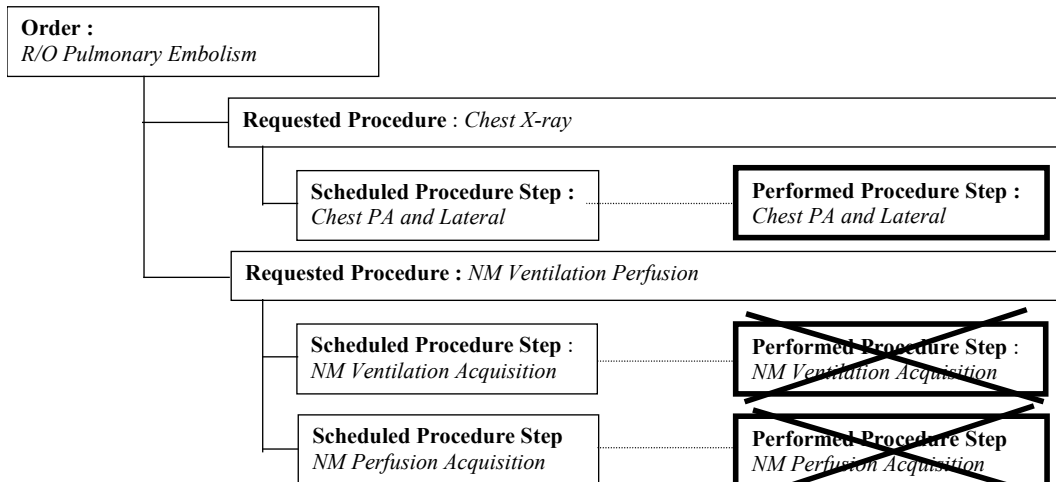 Order :
R/O Pulmonary Embolism
Requested Procedure : Chest X-ray
Scheduled Procedure Step :
Chest PA and Lateral
Performed Procedure Step :
Chest PA and Lateral
Requested Procedure : NM Ventilation Perfusion
Scheduled Procedure Step :
NM Ventilation Acquisition
Performed Procedure Step :
NM Ventilation Acquisition
Scheduled Procedure Step
NM Perfusion Acquisition
Performed Procedure Step
NM Perfusion Acquisition